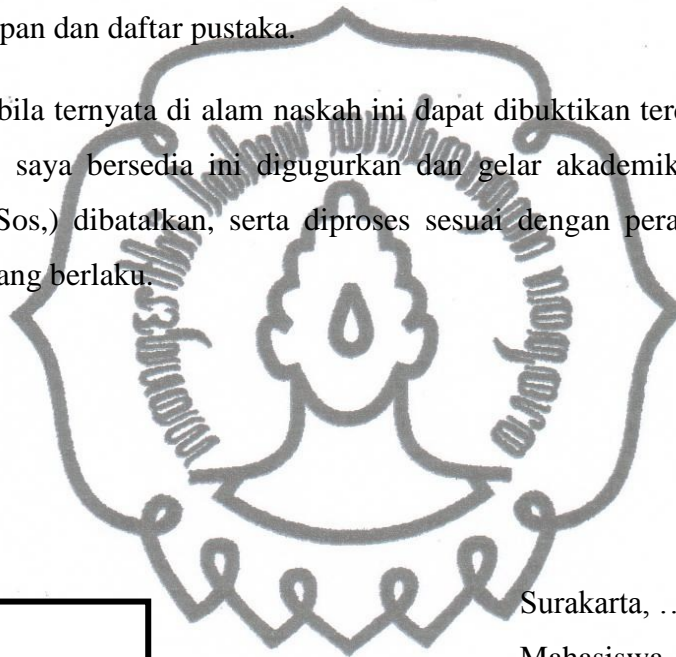 pan dan daftar pustaka.
bila ternyata di alam naskah ini dapat dibuktikan ter
saya bersedia ini digugurkan dan gelar akademik
Sos,) dibatalkan, serta diproses sesuai dengan pera
ang berlaku.
Surakarta, …
Mahasiswa